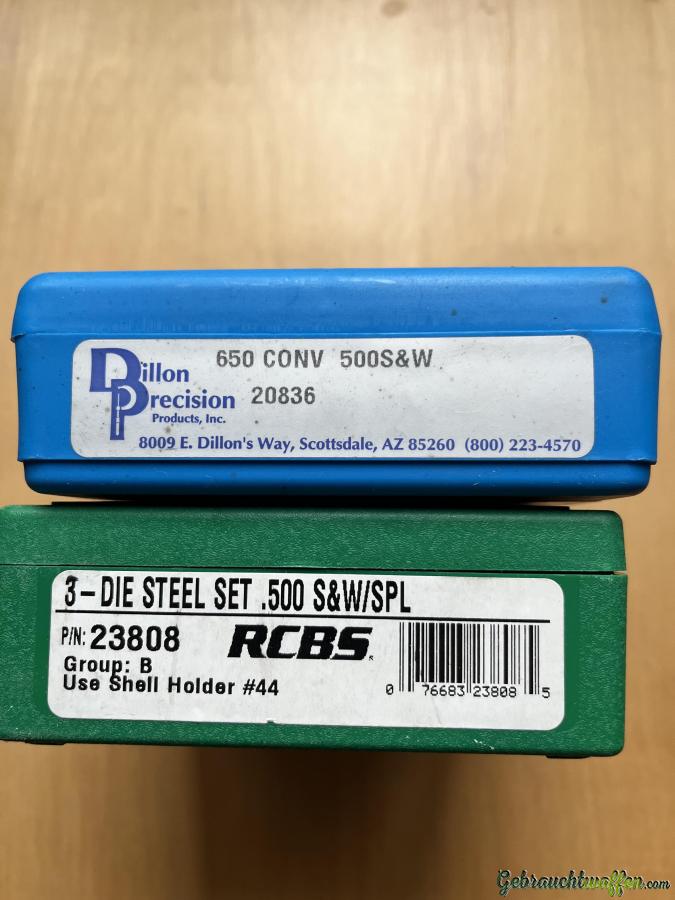 650 CONV 500S&W
Dillon
Precision 20836
Products, Inc.
8009 E. Dillon's Way, Scottsdale, AZ 85260 (800) 223-4570
3-DIE STEEL SET .500 S&W/SPL
P/N: 23808 RCBS
Group: B
Use Shell Holder #44
0 76683 23808 5
Gebrauchtwaffen.com